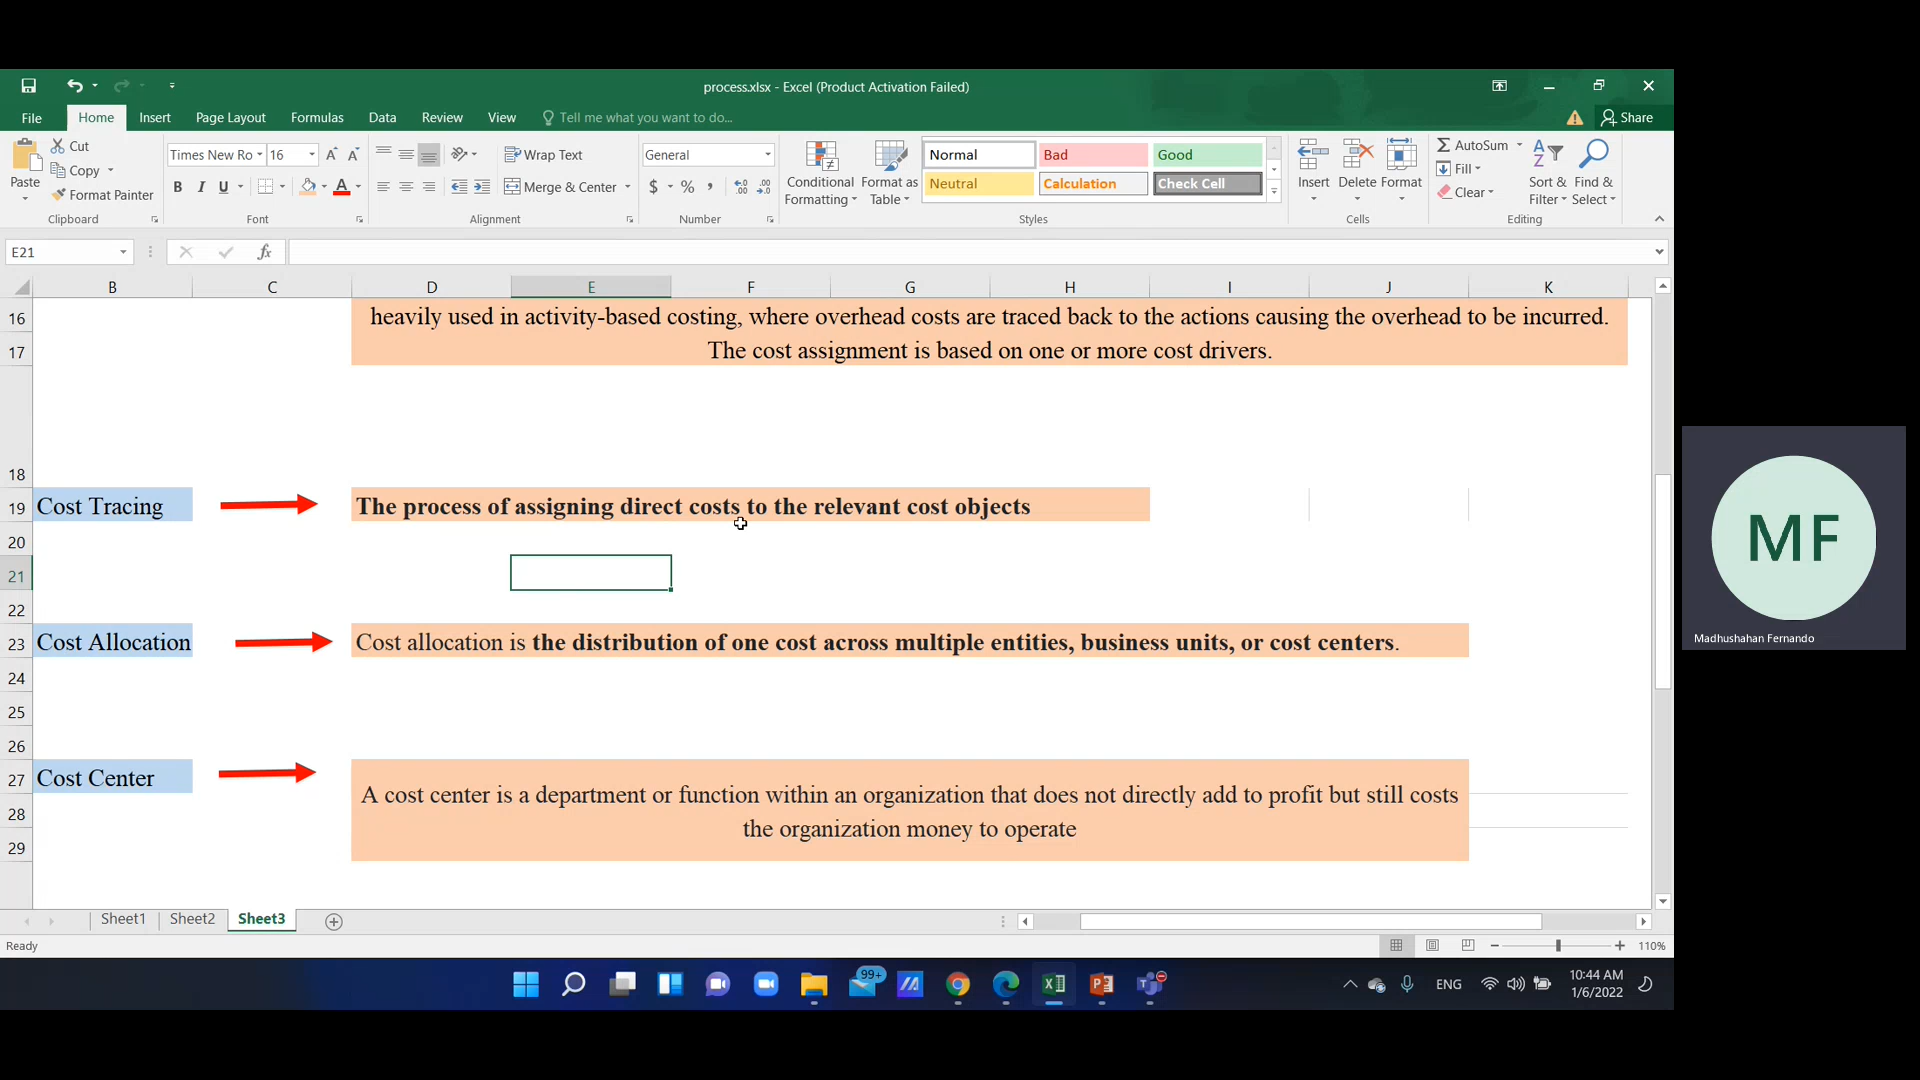 process.xlsx - Excel (Product Activation Failed)
File Home Insert Page Layout Formulas Data Review View Tell me what you want to do... Share
Paste
Cut
Copy
Format Painter
Clipboard
Times New Ro 16
B I U
Font
Wrap Text
Merge & Center
Alignment
General
$ % ,
Number
Conditional
Formatting
Format as
Table
Normal Bad Good
Neutral Calculation Check Cell
Styles
Insert Delete Format
Cells
AutoSum
Fill
Clear
Sort &
Filter
Find &
Select
Editing
E21
fx
B C D E F G H I J K
16 heavily used in activity-based costing, where overhead costs are traced back to the actions causing the overhead to be incurred.
17 The cost assignment is based on one or more cost drivers.
18
19 Cost Tracing The process of assigning direct costs to the relevant cost objects
20
21
22
23 Cost Allocation Cost allocation is the distribution of one cost across multiple entities, business units, or cost centers.
24
25
26
27 Cost Center
A cost center is a department or function within an organization that does not directly add to profit but still costs
28
the organization money to operate
29
MF
Madhushahan Fernando
Sheet1 Sheet2 Sheet3
Ready
110%
99+
ENG
10:44 AM
1/6/2022